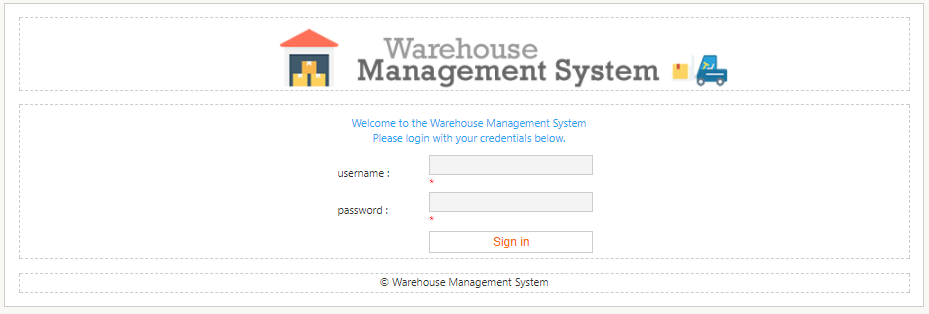 Warehouse
Management System
Welcome to the Warehouse Management System
Please login with your credentials below.
username :
*
password :
*
Sign in
© Warehouse Management System